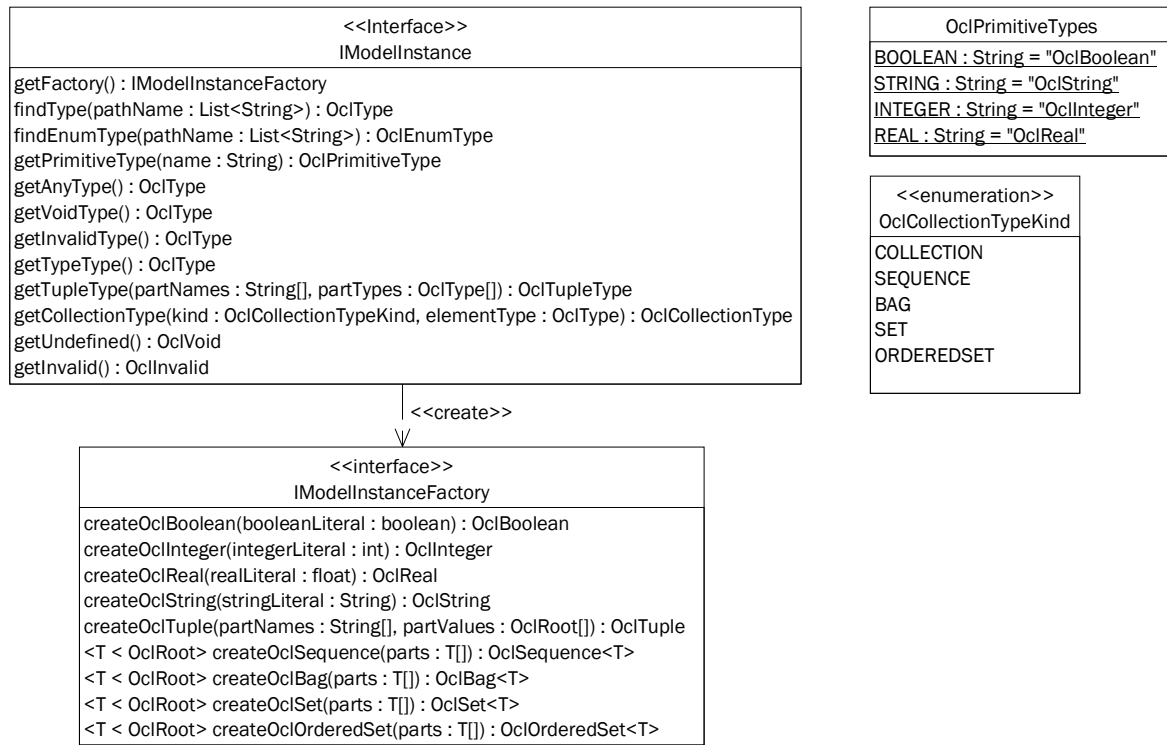 <<Interface>>
IModelInstance
getFactory() : IModelInstanceFactory
findType(pathName : List<String>) : OclType
findEnumType(pathName : List<String>) : OclEnumType
getPrimitiveType(name : String) : OclPrimitiveType
getAnyType() : OclType
getVoidType() : OclType
getInvalidType() : OclType
getTypeType() : OclType
getTupleType(partNames : String[], partTypes : OclType[]) : OclTupleType
getCollectionType(kind : OclCollectionTypeKind, elementType : OclType) : OclCollectionType
getUndefined() : OclVoid
getInvalid() : OclInvalid
<<create>>
<<interface>>
IModelInstanceFactory
createOclBoolean(booleanLiteral : boolean) : OclBoolean
createOclInteger(integerLiteral : int) : OclInteger
createOclReal(realLiteral : float) : OclReal
createOclString(stringLiteral : String) : OclString
createOclTuple(partNames : String[], partValues : OclRoot[]) : OclTuple
<T < OclRoot> createOclSequence(parts : T[]) : OclSequence<T>
<T < OclRoot> createOclBag(parts : T[]) : OclBag<T>
<T < OclRoot> createOclSet(parts : T[]) : OclSet<T>
<T < OclRoot> createOclOrderedSet(parts : T[]) : OclOrderedSet<T>
OclPrimitiveTypes
BOOLEAN : String = "OclBoolean"
STRING : String = "OclString"
INTEGER : String = "OclInteger"
REAL : String = "OclReal"
<<enumeration>>
OclCollectionTypeKind
COLLECTION
SEQUENCE
BAG
SET
ORDEREDSET